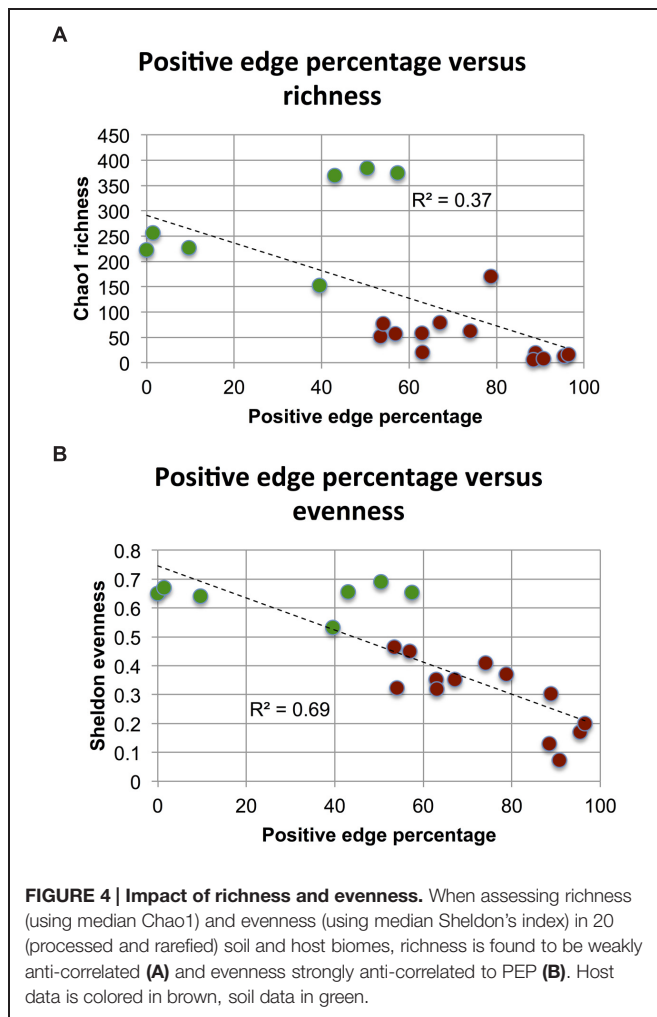 A
Positive edge percentage versus
richness
450
400
350
300
250
200
150
100
50
0
Chao1 richness
R² = 0.37
0 20 40 60 80 100
Positive edge percentage
B
Positive edge percentage versus
evenness
0.8
0.7
0.6
0.5
0.4
0.3
0.2
0.1
0
Sheldon evenness
R² = 0.69
0 20 40 60 80 100
Positive edge percentage
FIGURE 4 | Impact of richness and evenness. When assessing richness
(using median Chao1) and evenness (using median Sheldon's index) in 20
(processed and rarefied) soil and host biomes, richness is found to be weakly
anti-correlated (A) and evenness strongly anti-correlated to PEP (B). Host
data is colored in brown, soil data in green.